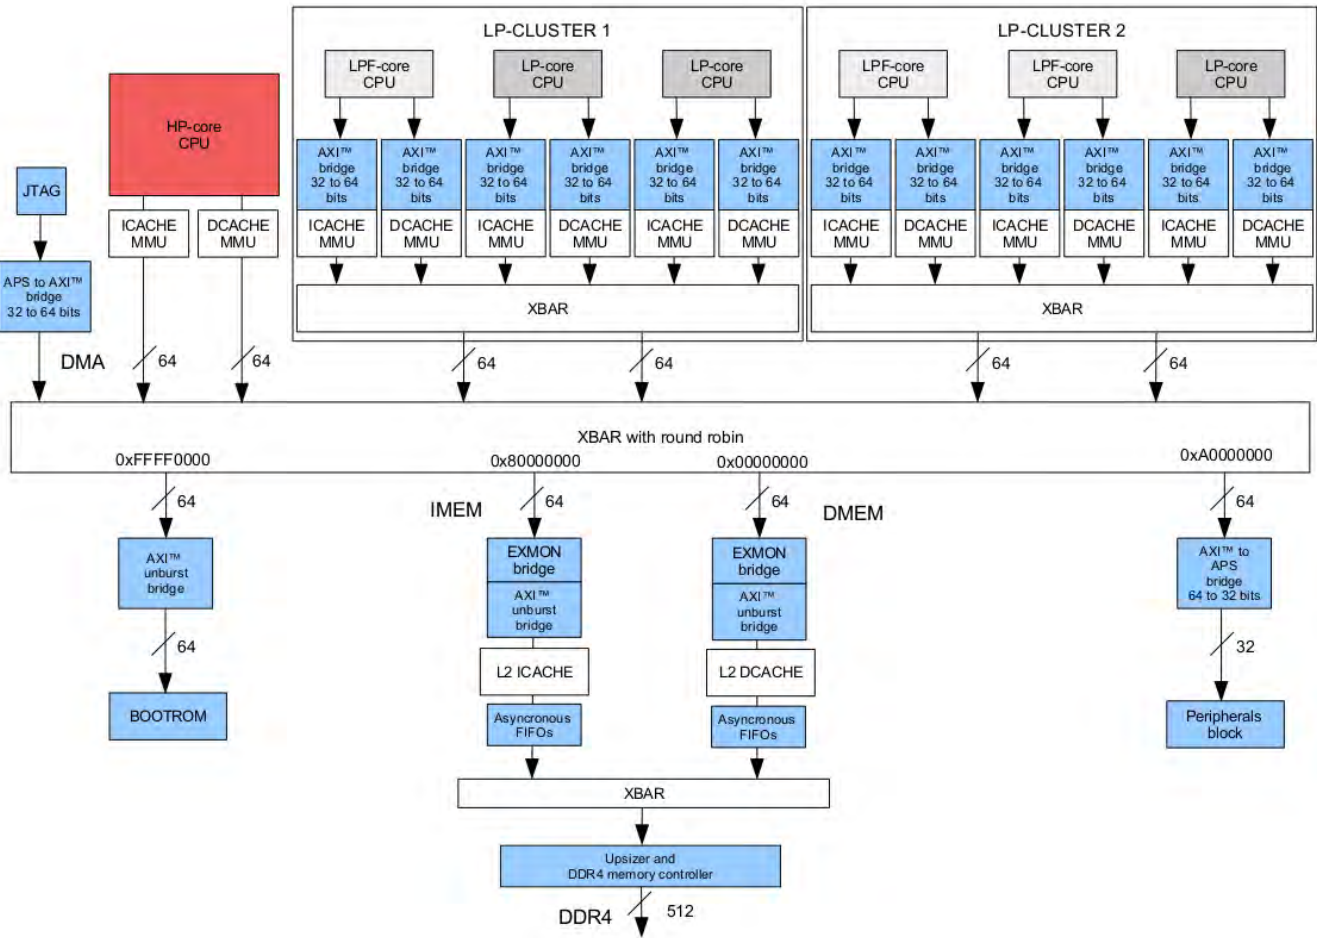 LP-CLUSTER 1
LP-CLUSTER 2
LPF-core
CPU
LP-core
CPU
LP-core
CPU
LPF-core
CPU
LPF-core
CPU
LP-core
CPU
HP-core
CPU
JTAG
AXI™
bridge
32 to 64
bits
AXI™
bridge
32 to 64
bits
AXI™
bridge
32 to 64
bits
AXI™
bridge
32 to 64
bits
AXI™
bridge
32 to 64
bits
AXI™
bridge
32 to 64
bits
AXI™
bridge
32 to 64
bits
AXI™
bridge
32 to 64
bits
AXI™
bridge
32 to 64
bits
AXI™
bridge
32 to 64
bits
AXI™
bridge
32 to 64
bits
AXI™
bridge
32 to 64
bits
ICACHE
MMU
DCACHE
MMU
ICACHE
MMU
DCACHE
MMU
ICACHE
MMU
DCACHE
MMU
ICACHE
MMU
DCACHE
MMU
ICACHE
MMU
DCACHE
MMU
ICACHE
MMU
DCACHE
MMU
ICACHE
MMU
DCACHE
MMU
APS to AXI™
bridge
32 to 64 bits
XBAR
XBAR
DMA
64
64
64
64
64
64
XBAR with round robin
0xFFFF0000
0x80000000
0x00000000
0xA0000000
64
64
64
64
IMEM
DMEM
AXI™
unburst
bridge
EXMON
bridge
AXI™
unburst
bridge
EXMON
bridge
AXI™
unburst
bridge
AXI™ to
APS
bridge
64 to 32 bits
64
32
L2 ICACHE
L2 DCACHE
BOOTROM
Asyncronous
FIFOs
Asyncronous
FIFOs
Peripherals
block
XBAR
Upsizer and
DDR4 memory controller
DDR4
512